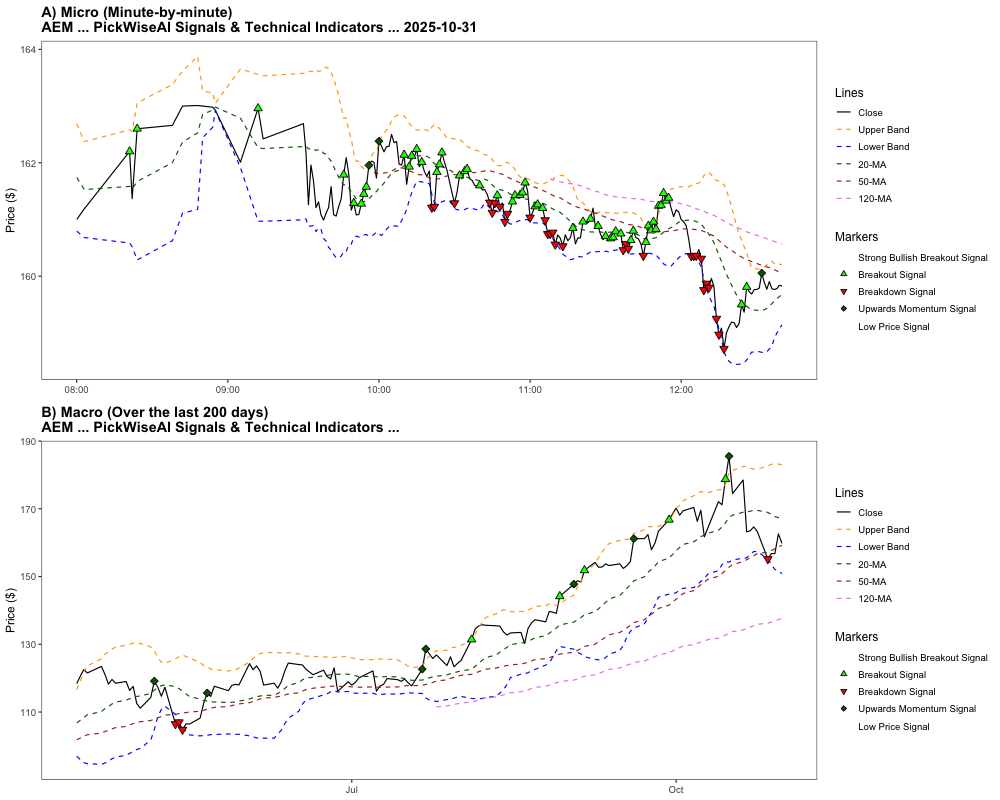 A) Micro (Minute-by-minute)
AEM ... PickWiseAI Signals & Technical Indicators ... 2025-10-31
164
162
160
Price ($)
08:00
09:00
10:00
11:00
12:00
Lines
Close
Upper Band
Lower Band
20-MA
50-MA
120-MA
Markers
Strong Bullish Breakout Signal
Breakout Signal
Breakdown Signal
Upwards Momentum Signal
Low Price Signal
B) Macro (Over the last 200 days)
AEM ... PickWiseAI Signals & Technical Indicators ...
190
170
150
130
110
Price ($)
Jul
Oct
Lines
Close
Upper Band
Lower Band
20-MA
50-MA
120-MA
Markers
Strong Bullish Breakout Signal
Breakout Signal
Breakdown Signal
Upwards Momentum Signal
Low Price Signal